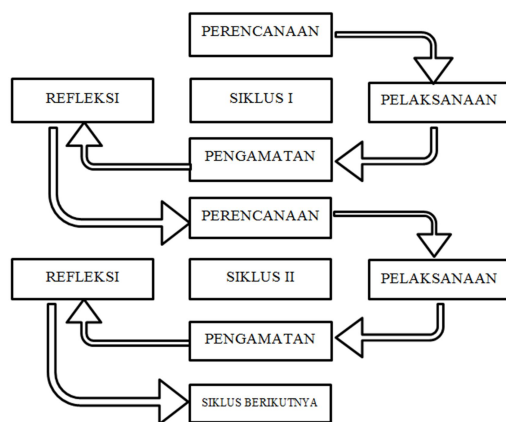 PERENCANAAN
REFLEKSI
SIKLUS I
PELAKSANAAN
PENGAMATAN
PERENCANAAN
REFLEKSI
SIKLUS II
PELAKSANAAN
PENGAMATAN
SIKLUS BERIKUTNYA